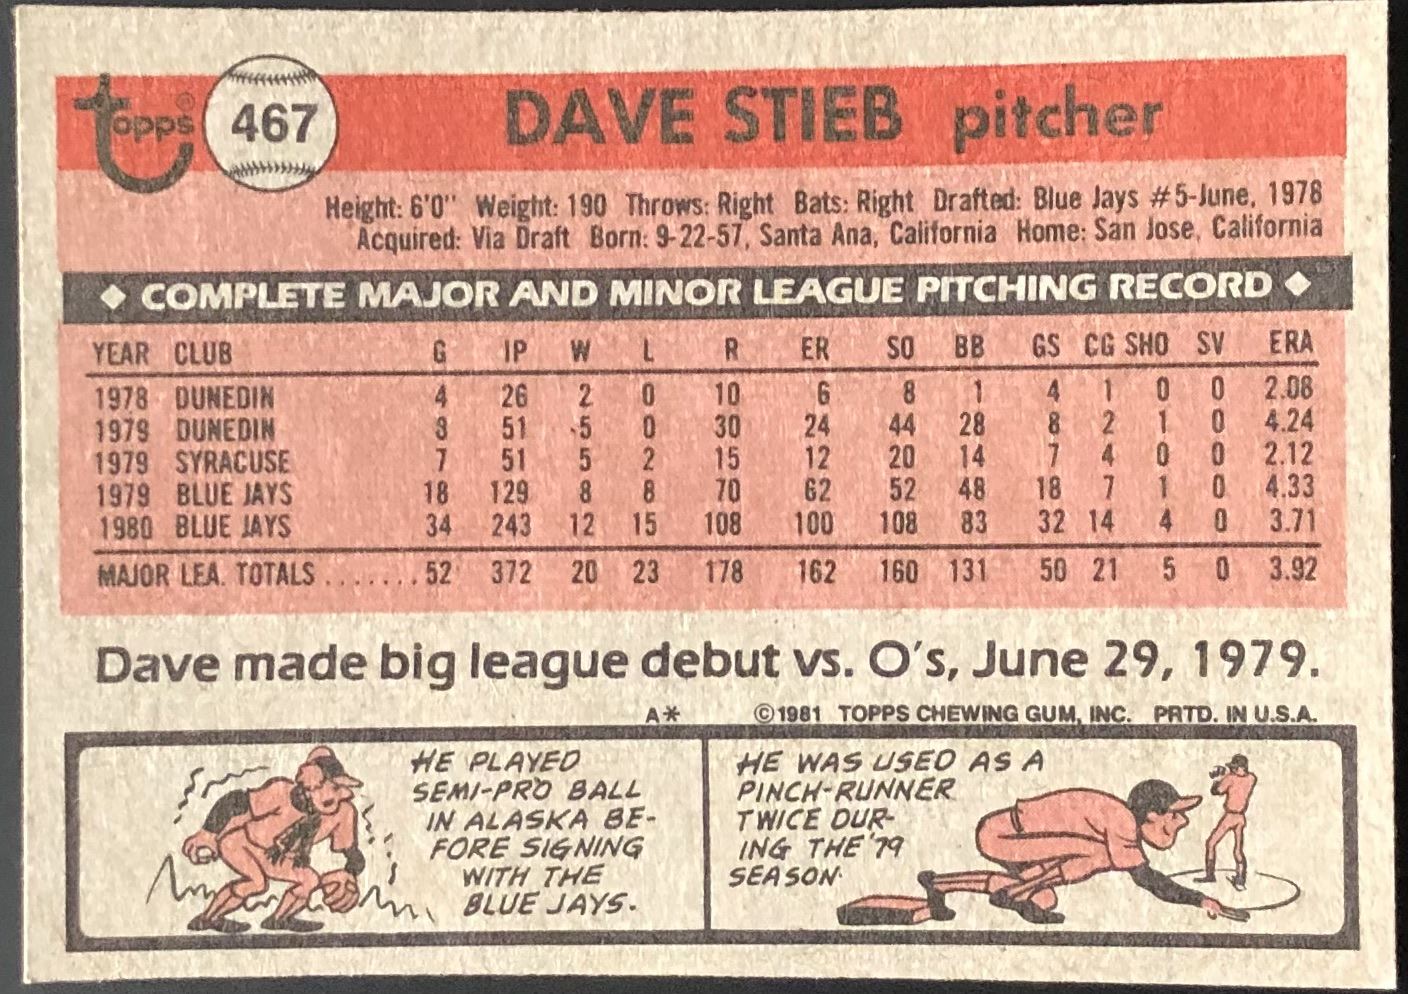 topps® 467 DAVE STIEB pitcher
Height: 6'0" Weight: 190 Throws: Right Bats: Right Drafted: Blue Jays #5-June, 1978
Acquired: Via Draft Born: 9-22-57, Santa Ana, California Home: San Jose, California
◆ COMPLETE MAJOR AND MINOR LEAGUE PITCHING RECORD ◆
YEAR CLUB G IP W L R ER SO BB GS CG SHO SV ERA
1978 DUNEDIN 4 26 2 0 10 6 8 1 4 1 0 0 2.08
1979 DUNEDIN 8 51 5 0 30 24 44 28 8 2 1 0 4.24
1979 SYRACUSE 7 51 5 2 15 12 20 14 7 4 0 0 2.12
1979 BLUE JAYS 18 129 8 8 70 62 52 48 18 7 1 0 4.33
1980 BLUE JAYS 34 243 12 15 108 100 108 83 32 14 4 0 3.71
MAJOR LEA. TOTALS ....... 52 372 20 23 178 162 160 131 50 21 5 0 3.92
Dave made big league debut vs. O's, June 29, 1979.
A* ©1981 TOPPS CHEWING GUM, INC. PRTD. IN U.S.A.
HE PLAYED
SEMI-PRO BALL
IN ALASKA BE-
FORE SIGNING
WITH THE
BLUE JAYS.
HE WAS USED AS A
PINCH-RUNNER
TWICE DUR-
ING THE '79
SEASON